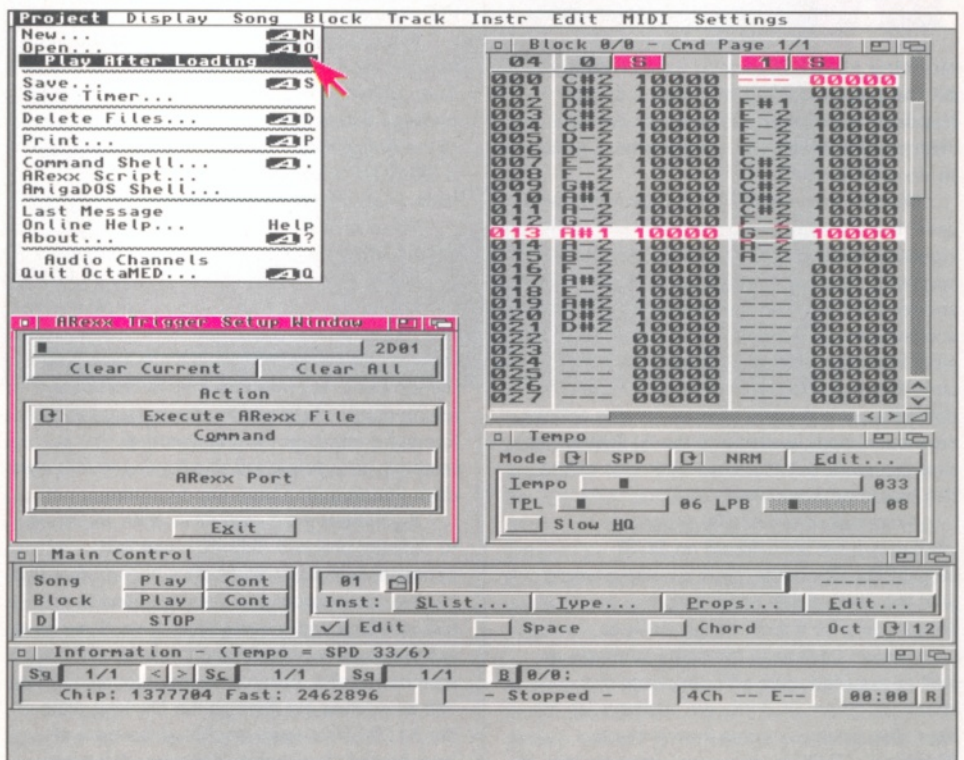 Project Display Song Block Track Instr Edit MIDI Settings
New... A N
Open... A O
Play After Loading
Save... A S
Save Timer...
Delete Files... A D
Print... A P
Command Shell... A .
ARexx Script...
AmigaDOS Shell...
Last Message
Online Help... Help
About... A ?
Audio Channels
Quit OctaMED... A Q
Block 0/0 - Cmd Page 1/1
04 0 S 1 S
000 C#2 10000 --- 00000
001 D#2 10000 --- 00000
002 D#2 10000 F#1 10000
003 C#2 10000 E-2 10000
004 C#2 10000 F-2 10000
005 D-2 10000 E-2 10000
006 D-2 10000 F-2 10000
007 E-2 10000 C#2 10000
008 F-2 10000 D#2 10000
009 G#2 10000 C#2 10000
010 A#1 10000 D#2 10000
011 A-2 10000 C#2 10000
012 G-2 10000 F-2 10000
013 A#1 10000 G-2 10000
014 A-2 10000 A-2 10000
015 B-2 10000 A-2 10000
016 F-2 10000 --- 00000
017 A#2 10000 --- 00000
018 E-2 10000 --- 00000
019 A#2 10000 --- 00000
020 D#2 10000 --- 00000
021 D#2 10000 --- 00000
022 --- 00000 --- 00000
023 --- 00000 --- 00000
024 --- 00000 --- 00000
025 --- 00000 --- 00000
026 --- 00000 --- 00000
027 --- 00000 --- 00000
ARexx Trigger Setup Window
2D01
Clear Current Clear All
Action
Execute ARexx File
Command
ARexx Port
Exit
Tempo
Mode SPD NRM Edit...
Tempo 033
TPL 06 LPB 08
Slow HQ
Main Control
Song Play Cont
Block Play Cont
D STOP
01 -------
Inst: SList... Type... Props... Edit...
Edit Space Chord Oct 12
Information - (Tempo = SPD 33/6)
Sg 1/1 < > Sc 1/1 Sq 1/1 B 0/0:
Chip: 1377704 Fast: 2462896 - Stopped - 4Ch -- E-- 00:00 R